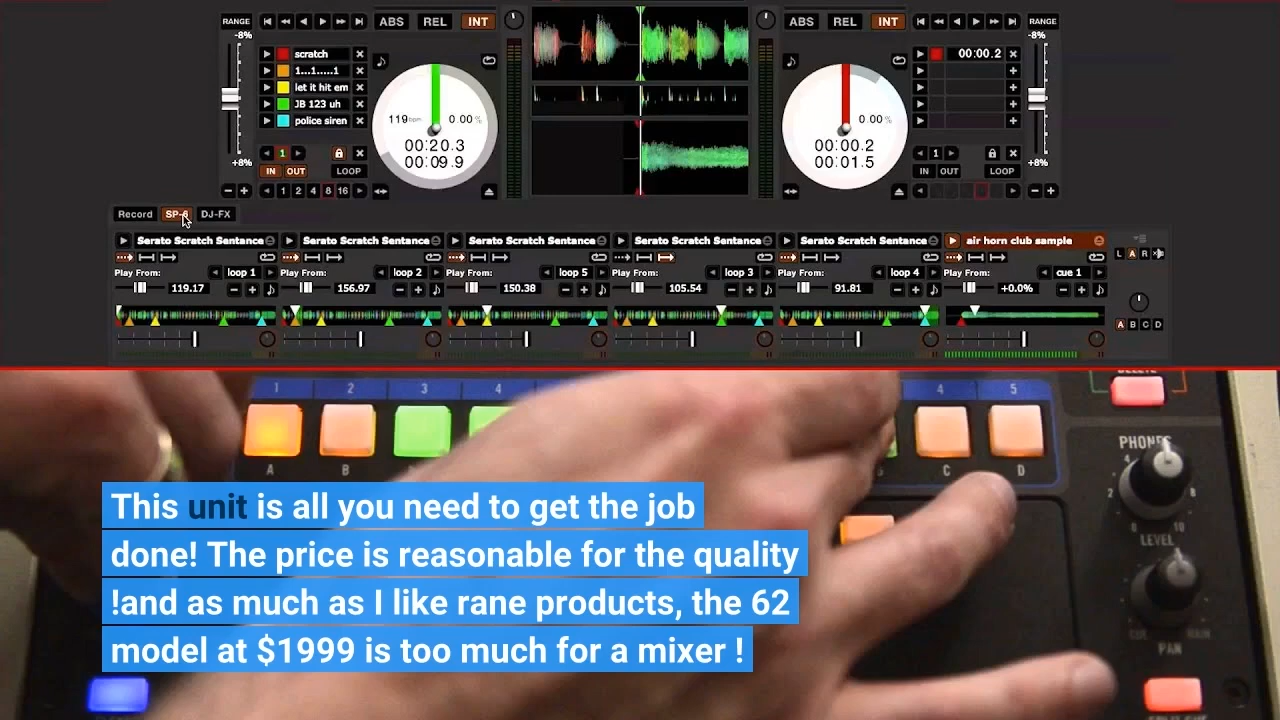 RANGE ABS REL INT ABS REL INT RANGE
-8% -8%
scratch 00:00.2
1...1.....1
let it hit em
JB 123 uh
police siren
119 bpm 0.00 % 0.00 %
00:20.3 00:00.2
00:09.9 00:01.5
1 1
+8% +8%
IN OUT LOOP IN OUT LOOP
1 2 4 8 16
Record SP-6 DJ-FX
Serato Scratch Sentance Serato Scratch Sentance Serato Scratch Sentance Serato Scratch Sentance Serato Scratch Sentance air horn club sample
L A R
Play From: loop 1 Play From: loop 2 Play From: loop 5 Play From: loop 3 Play From: loop 4 Play From: cue 1
119.17 156.97 150.38 105.54 91.81 +0.0%
A B C D
1 2 3 4 4 5
A B C D
PHONES
4
2 8
0 10
LEVEL
CUE MAIN
PAN
This unit is all you need to get the job
done! The price is reasonable for the quality
!and as much as I like rane products, the 62
model at $1999 is too much for a mixer !